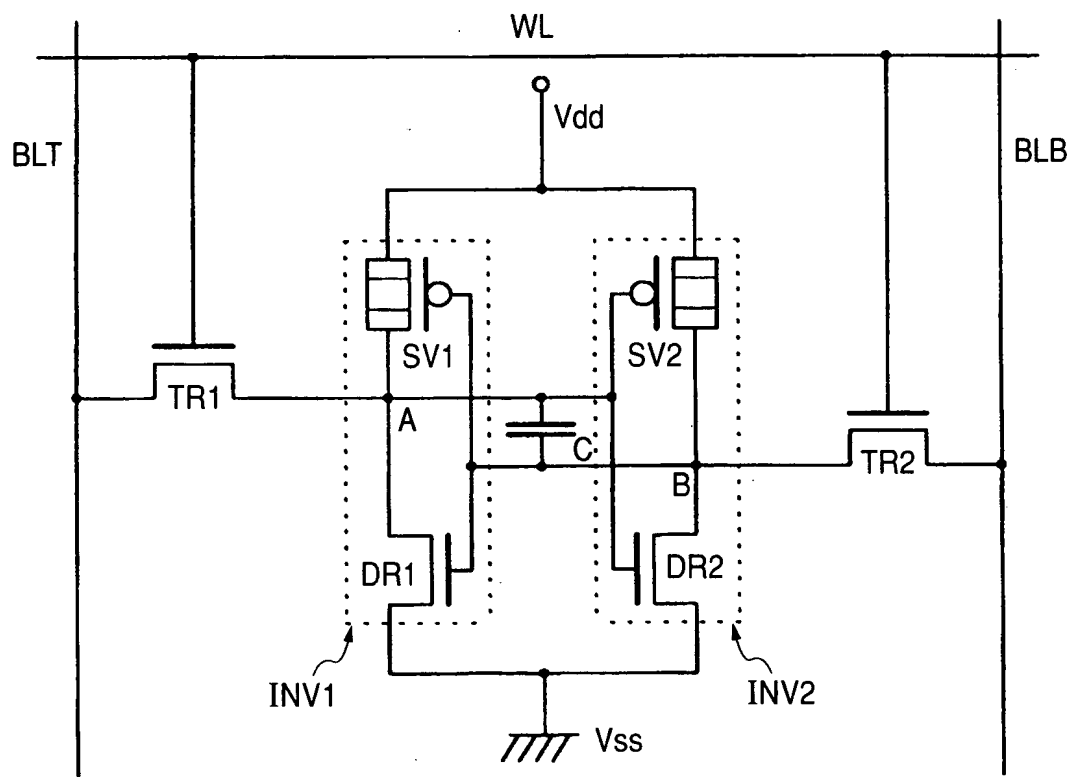 WL
Vdd
BLT
BLB
SV1
SV2
TR1
A
C
TR2
B
DR1
DR2
INV1
INV2
Vss